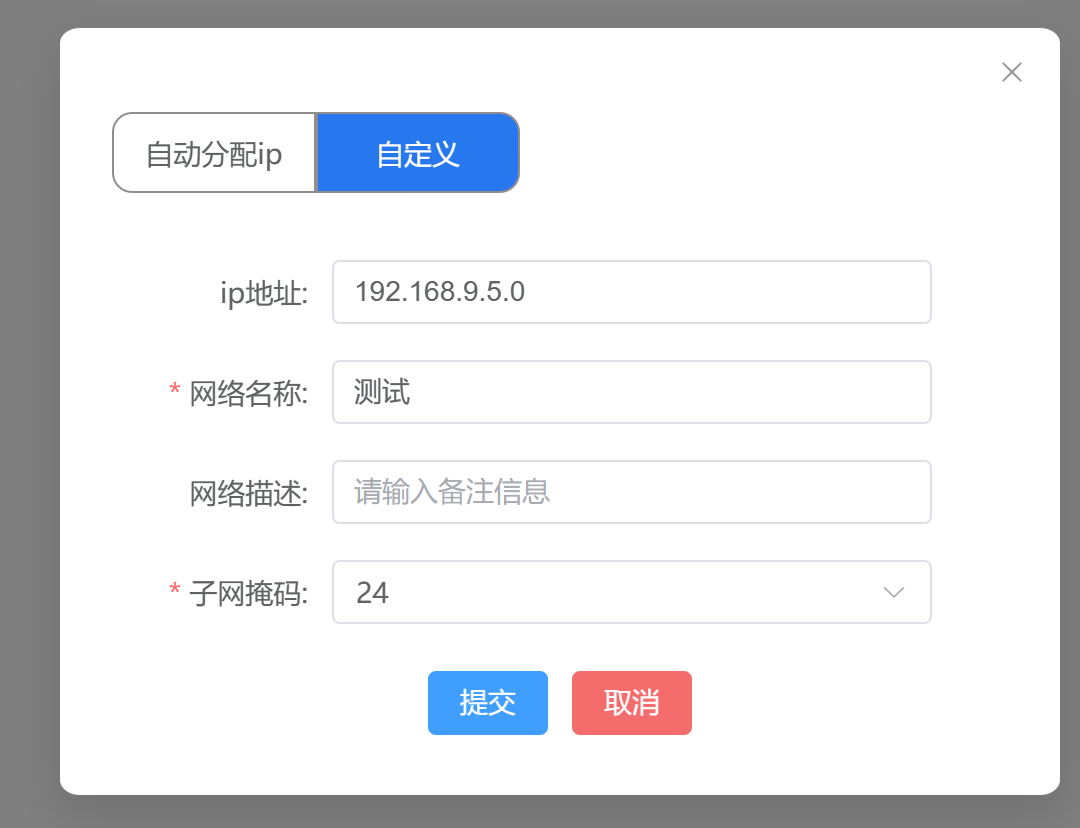 自动分配ip 自定义
ip地址: 192.168.9.5.0
* 网络名称: 测试
网络描述: 请输入备注信息
* 子网掩码: 24
提交 取消